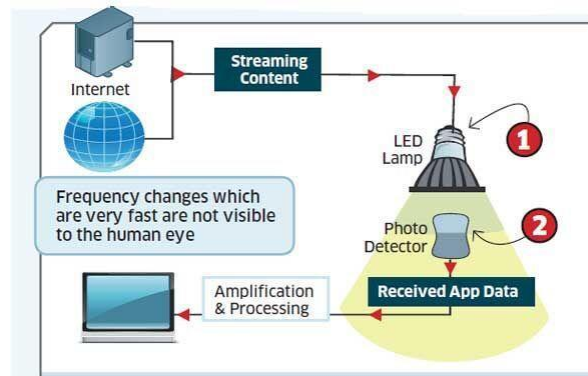 Streaming
Content
Internet
LED
Lamp
1
Frequency changes which
are very fast are not visible
to the human eye
Photo
Detector
2
Amplification
& Processing
Received App Data